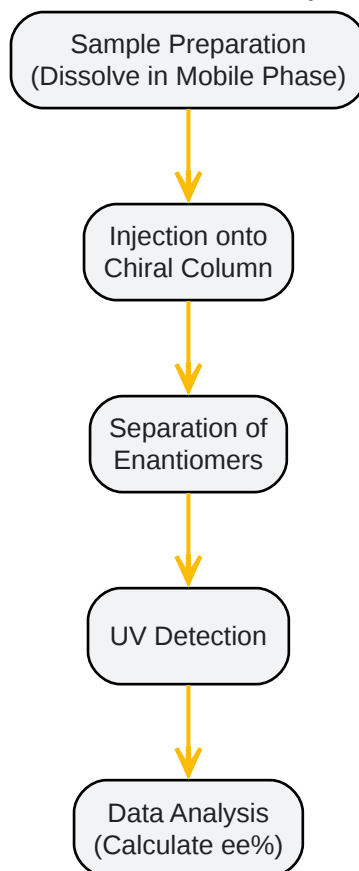 Sample Preparation
(Dissolve in Mobile Phase)
Injection onto
Chiral Column
Separation of
Enantiomers
UV Detection
Data Analysis
(Calculate ee%)